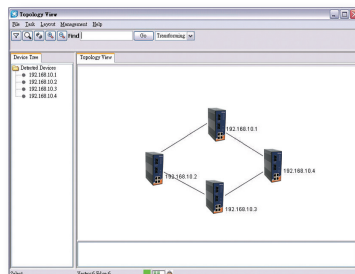 Topology View
File Task Layout Management Help
Find Go Transforming
Device Tree
Topology View
Detected Devices
192.168.10.1
192.168.10.2
192.168.10.3
192.168.10.4
192.168.10.1
192.168.10.2
192.168.10.4
192.168.10.3